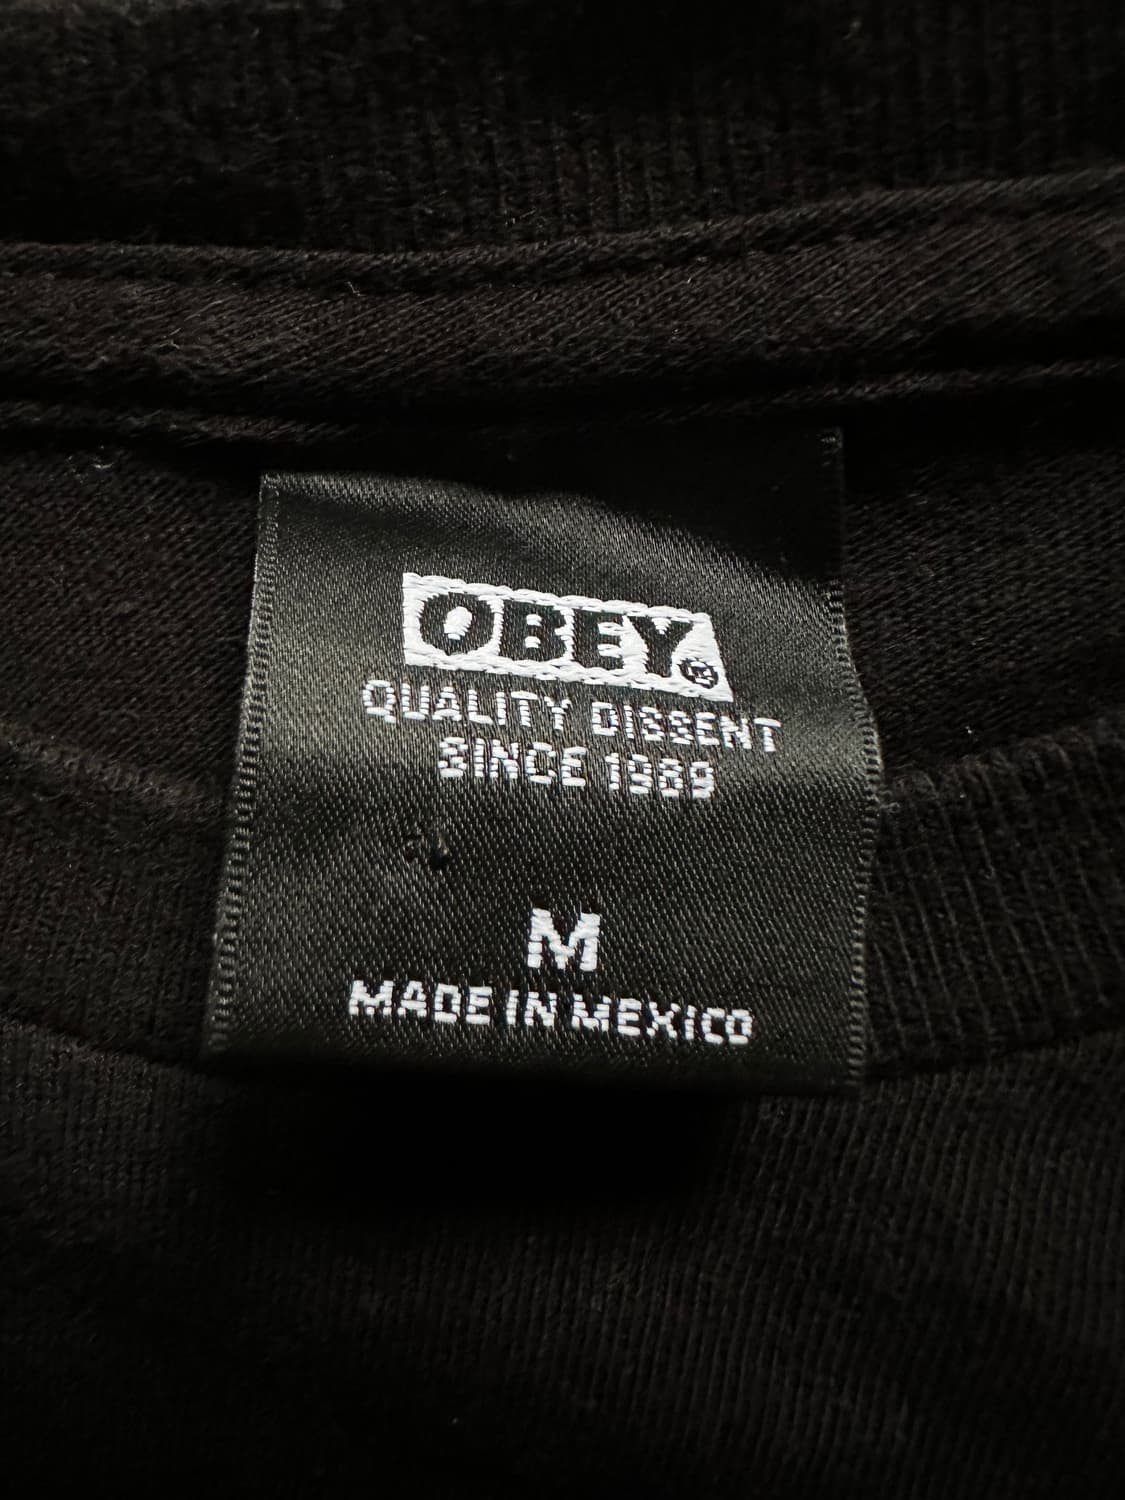 OBEY®
QUALITY DISSENT
SINCE 1989
M
MADE IN MEXICO